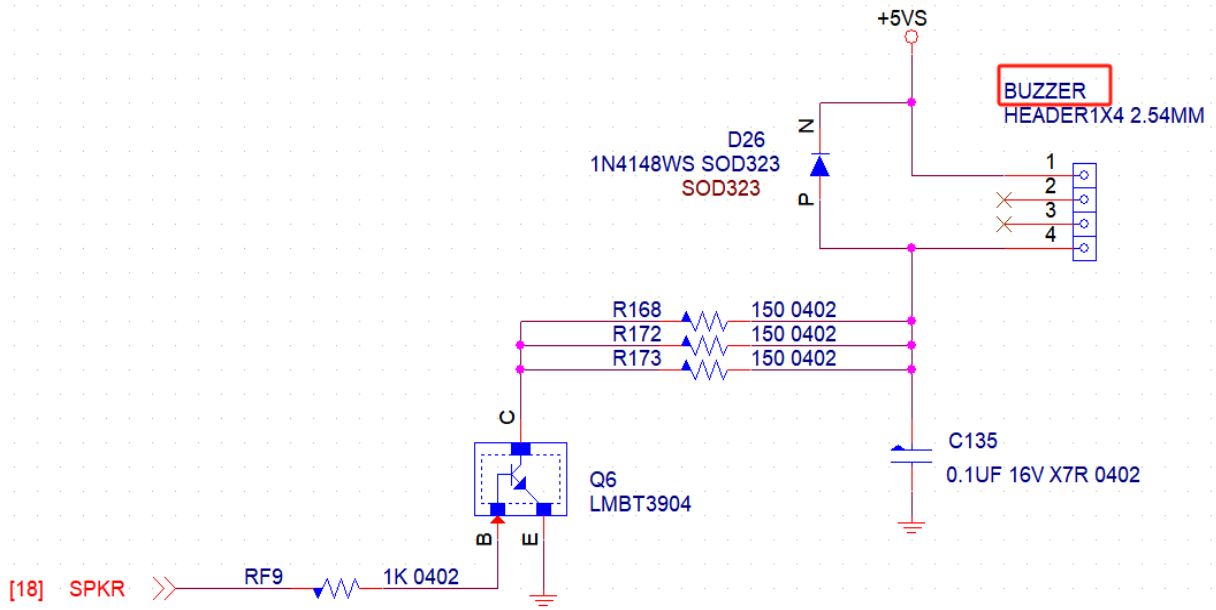 +5VS
BUZZER
HEADER1X4 2.54MM
N
D26
1N4148WS SOD323
SOD323
P
1
2
3
4
R168 150 0402
R172 150 0402
R173 150 0402
C
C135
0.1UF 16V X7R 0402
Q6
LMBT3904
B
E
[18] SPKR
RF9 1K 0402